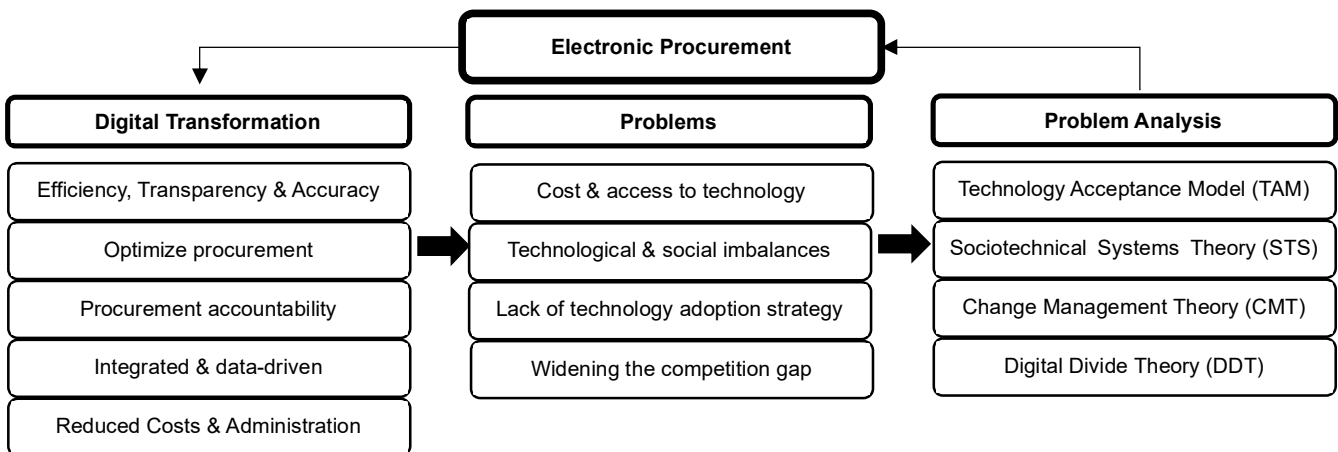 Electronic Procurement
Digital Transformation
Efficiency, Transparency & Accuracy
Optimize procurement
Procurement accountability
Integrated & data-driven
Reduced Costs & Administration
Problems
Cost & access to technology
Technological & social imbalances
Lack of technology adoption strategy
Widening the competition gap
Problem Analysis
Technology Acceptance Model (TAM)
Sociotechnical Systems Theory (STS)
Change Management Theory (CMT)
Digital Divide Theory (DDT)